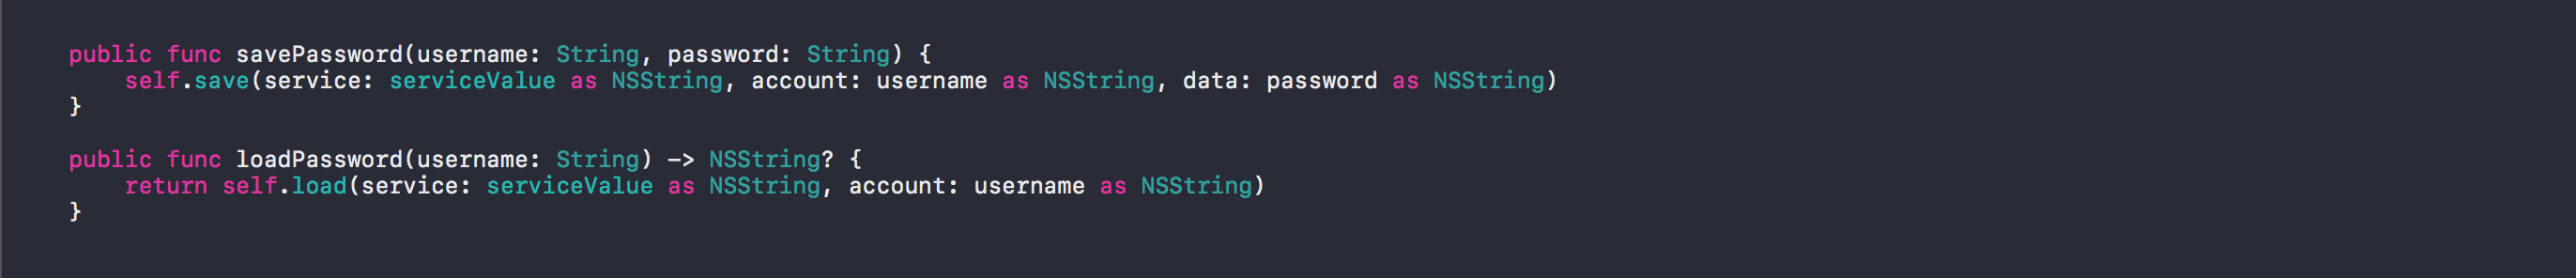 public func savePassword(username: String, password: String) {
    self.save(service: serviceValue as NSString, account: username as NSString, data: password as NSString)
}
public func loadPassword(username: String) -> NSString? {
    return self.load(service: serviceValue as NSString, account: username as NSString)
}